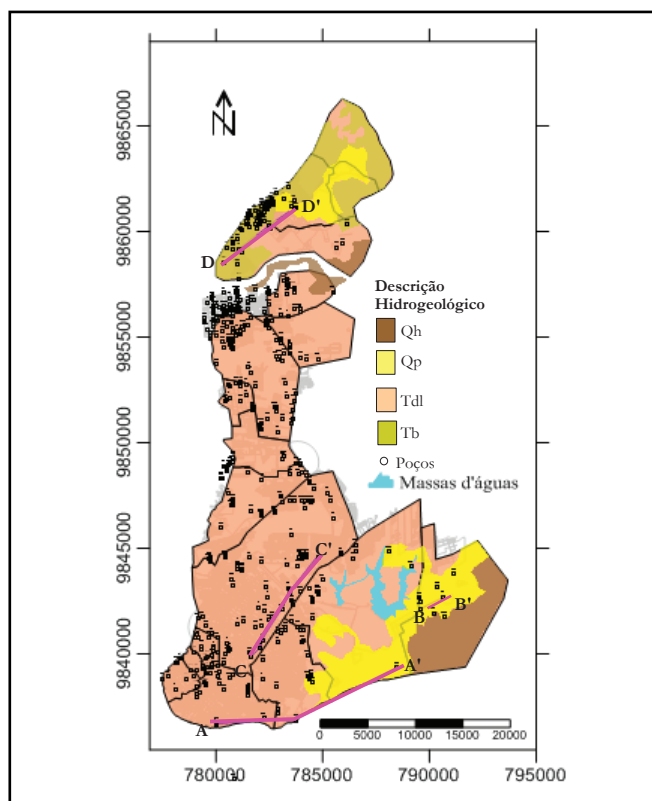 N
9865000
9860000
9855000
9850000
9845000
9840000
D
D'
Descrição
Hidrogeológico
Qh
Qp
Tdl
Tb
Poços
Massas d'águas
C'
C
B
B'
A'
A
0 5000 10000 15000 20000
780000 785000 790000 795000